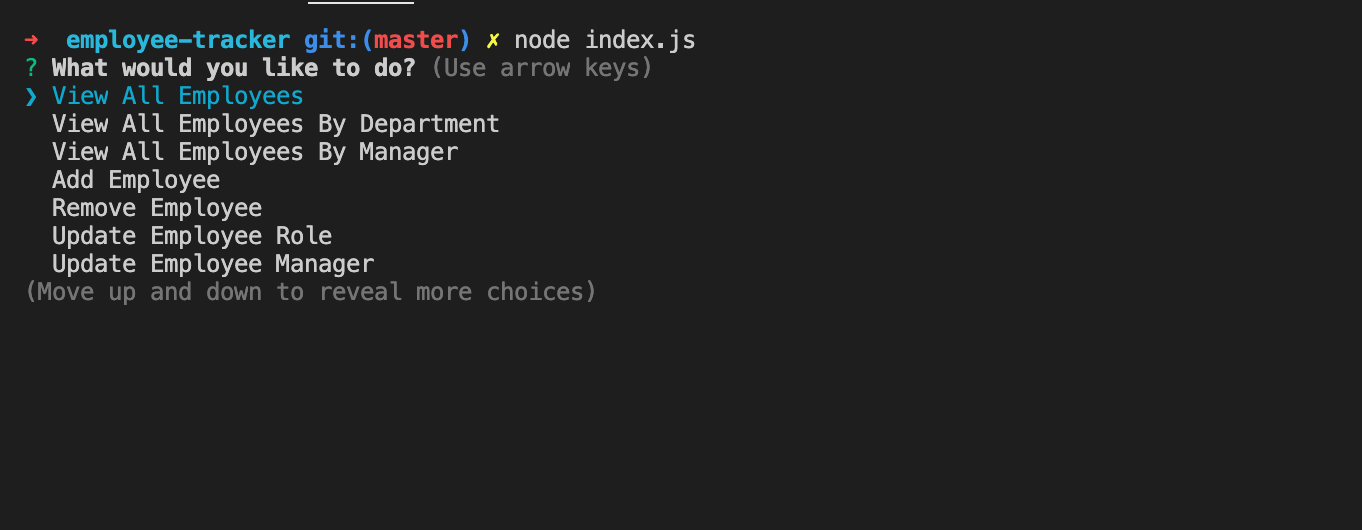 ➜  employee-tracker git:(master) ✗ node index.js
? What would you like to do? (Use arrow keys)
❯ View All Employees
  View All Employees By Department
  View All Employees By Manager
  Add Employee
  Remove Employee
  Update Employee Role
  Update Employee Manager
(Move up and down to reveal more choices)